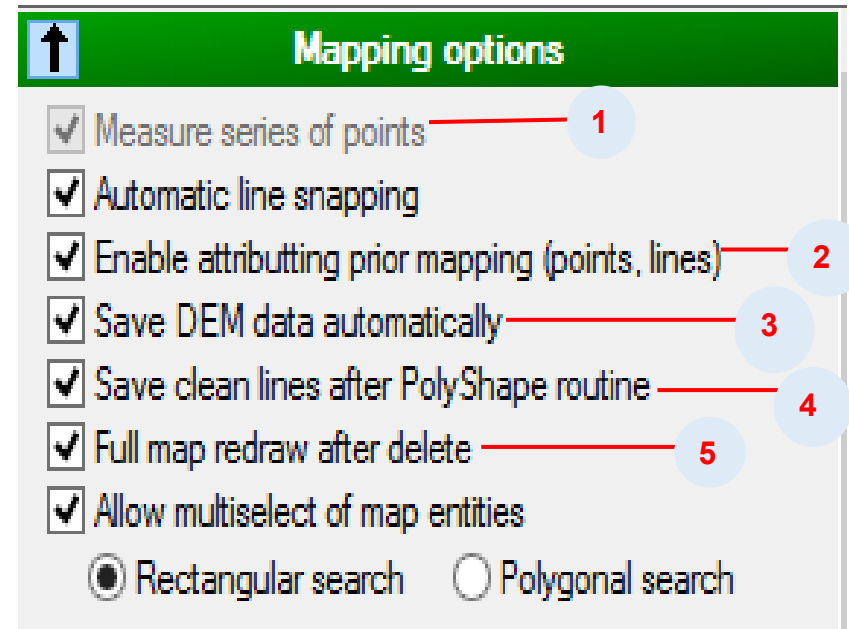 Mapping options
Measure series of points 1
Automatic line snapping
Enable attributting prior mapping (points, lines) 2
Save DEM data automatically 3
Save clean lines after PolyShape routine 4
Full map redraw after delete 5
Allow multiselect of map entities
Rectangular search Polygonal search